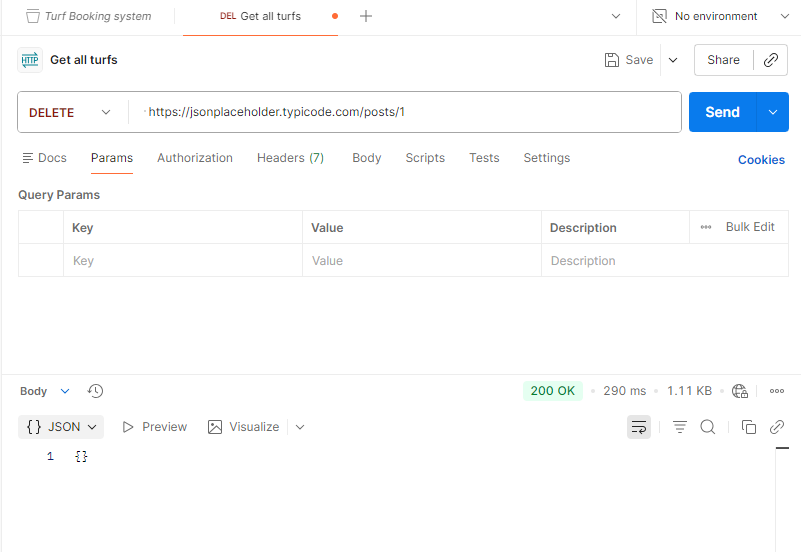 Turf Booking system
DEL Get all turfs
No environment
HTTP Get all turfs
Save
Share
DELETE
https://jsonplaceholder.typicode.com/posts/1
Send
Docs Params Authorization Headers (7) Body Scripts Tests Settings
Cookies
Query Params
Key Value Description Bulk Edit
Key Value Description
Body
200 OK 290 ms 1.11 KB
{} JSON Preview Visualize
1 {}